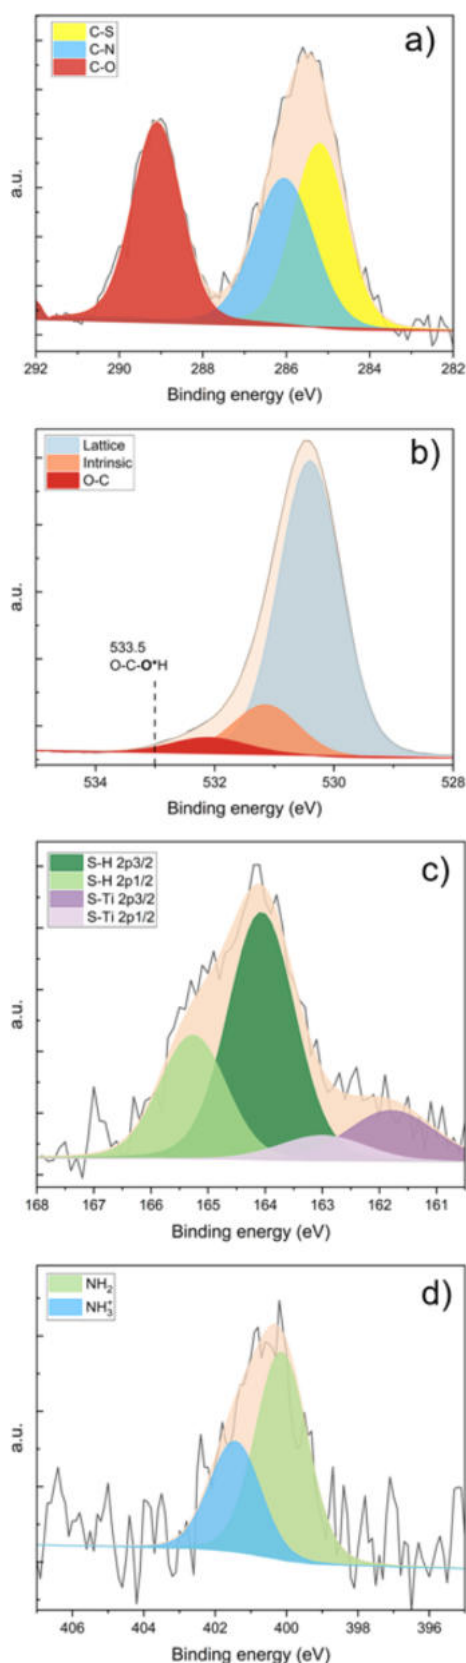 C-S
C-N
C-O
a)
a.u.
292 290 288 286 284 282
Binding energy (eV)
Lattice
Intrinsic
O-C
b)
533.5
O-C-O*H
a.u.
534 532 530 528
Binding energy (eV)
S-H 2p3/2
S-H 2p1/2
S-Ti 2p3/2
S-Ti 2p1/2
c)
a.u.
168 167 166 165 164 163 162 161
Binding energy (eV)
NH₂
NH₃⁺
d)
a.u.
406 404 402 400 398 396
Binding energy (eV)